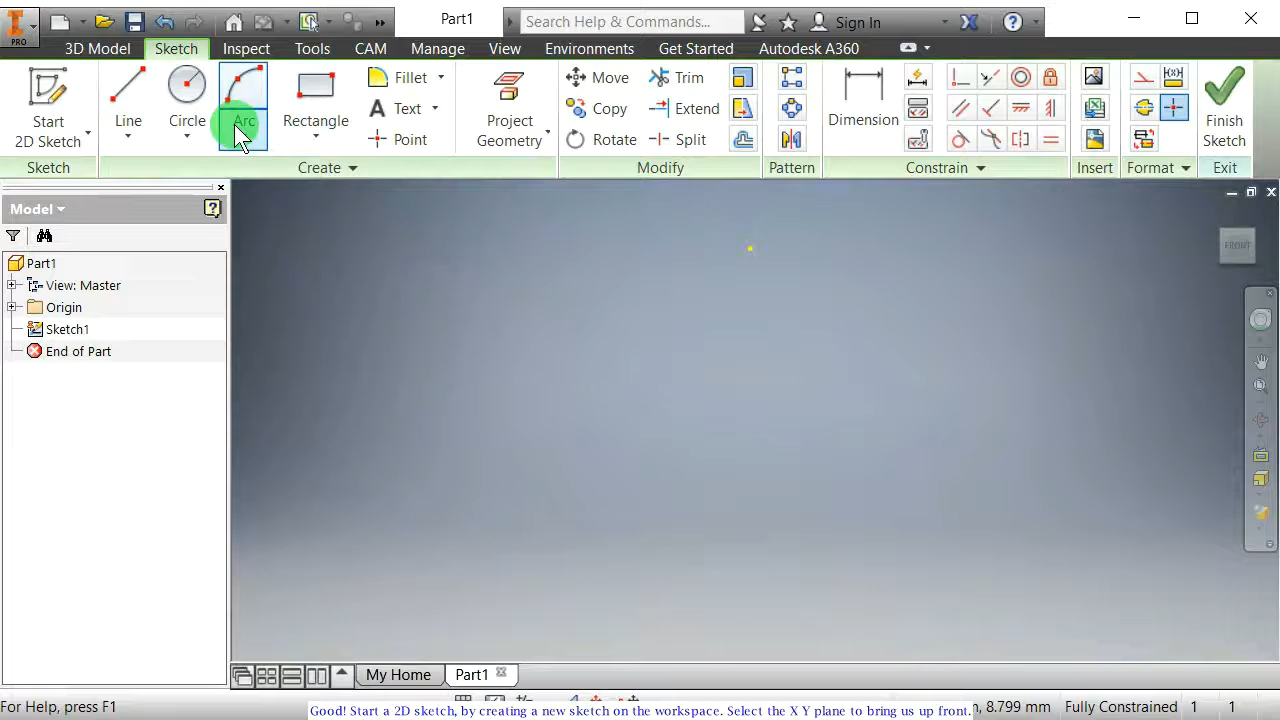 Part1
Search Help & Commands...
Sign In
PRO
3D Model
Sketch
Inspect
Tools
CAM
Manage
View
Environments
Get Started
Autodesk A360
Start
2D Sketch
Line
Circle
Arc
Rectangle
Fillet
Text
Point
Project
Geometry
Move
Copy
Rotate
Trim
Extend
Split
Dimension
Finish
Sketch
Sketch
Create
Modify
Pattern
Constrain
Insert
Format
Exit
Model
Part1
View: Master
Origin
Sketch1
End of Part
FRONT
My Home
Part1
For Help, press F1
8.799 mm
Fully Constrained
1
1
Good! Start a 2D sketch, by creating a new sketch on the workspace. Select the X Y plane to bring us up front.